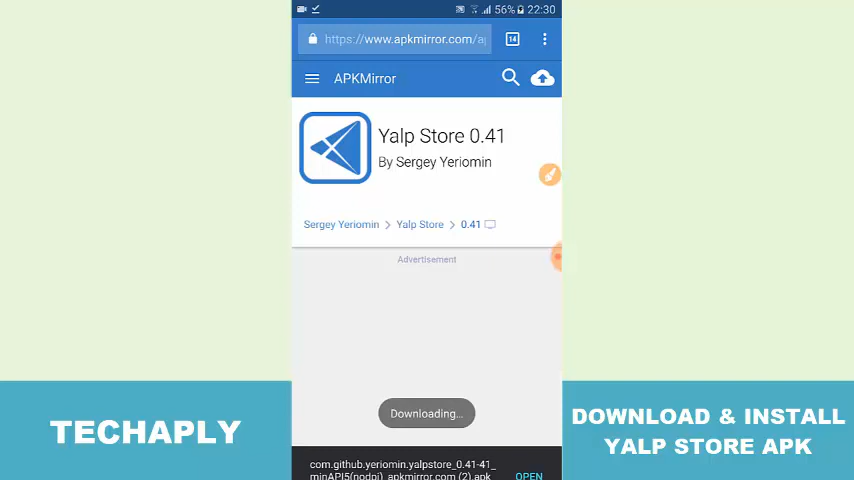 56% 22:30
https://www.apkmirror.com/a
14
APKMirror
Yalp Store 0.41
By Sergey Yeriomin
Sergey Yeriomin > Yalp Store > 0.41
Advertisement
Downloading...
com.github.yeriomin.yalpstore_0.41-41_
minAPI5(nodpi)_apkmirror.com (2).apk
OPEN
TECHAPLY
DOWNLOAD & INSTALL
YALP STORE APK